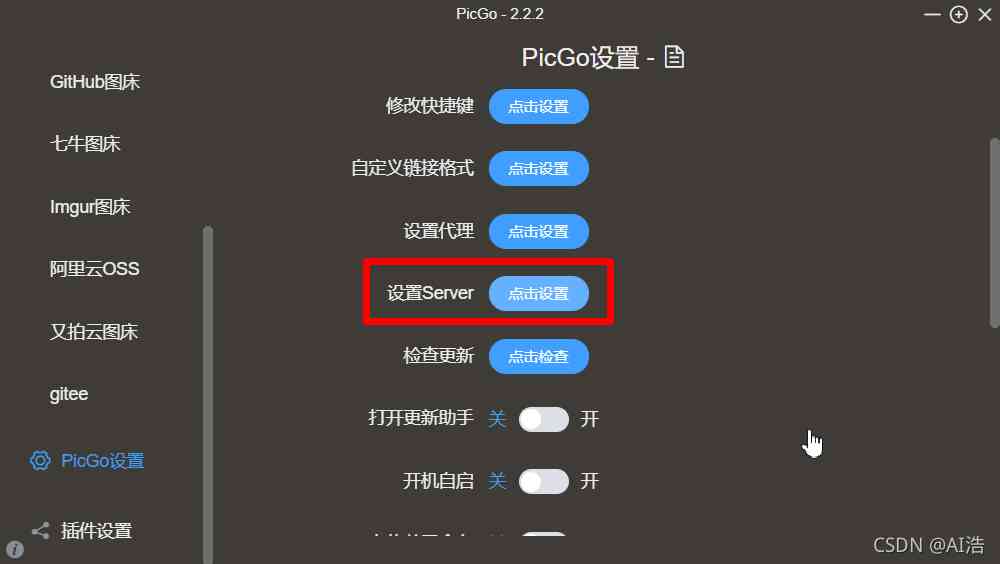 PicGo - 2.2.2
PicGo设置 -
GitHub图床
七牛图床
Imgur图床
阿里云OSS
又拍云图床
gitee
PicGo设置
插件设置
修改快捷键 点击设置
自定义链接格式 点击设置
设置代理 点击设置
设置Server 点击设置
检查更新 点击检查
打开更新助手 关 开
开机自启 关 开
CSDN @AI浩